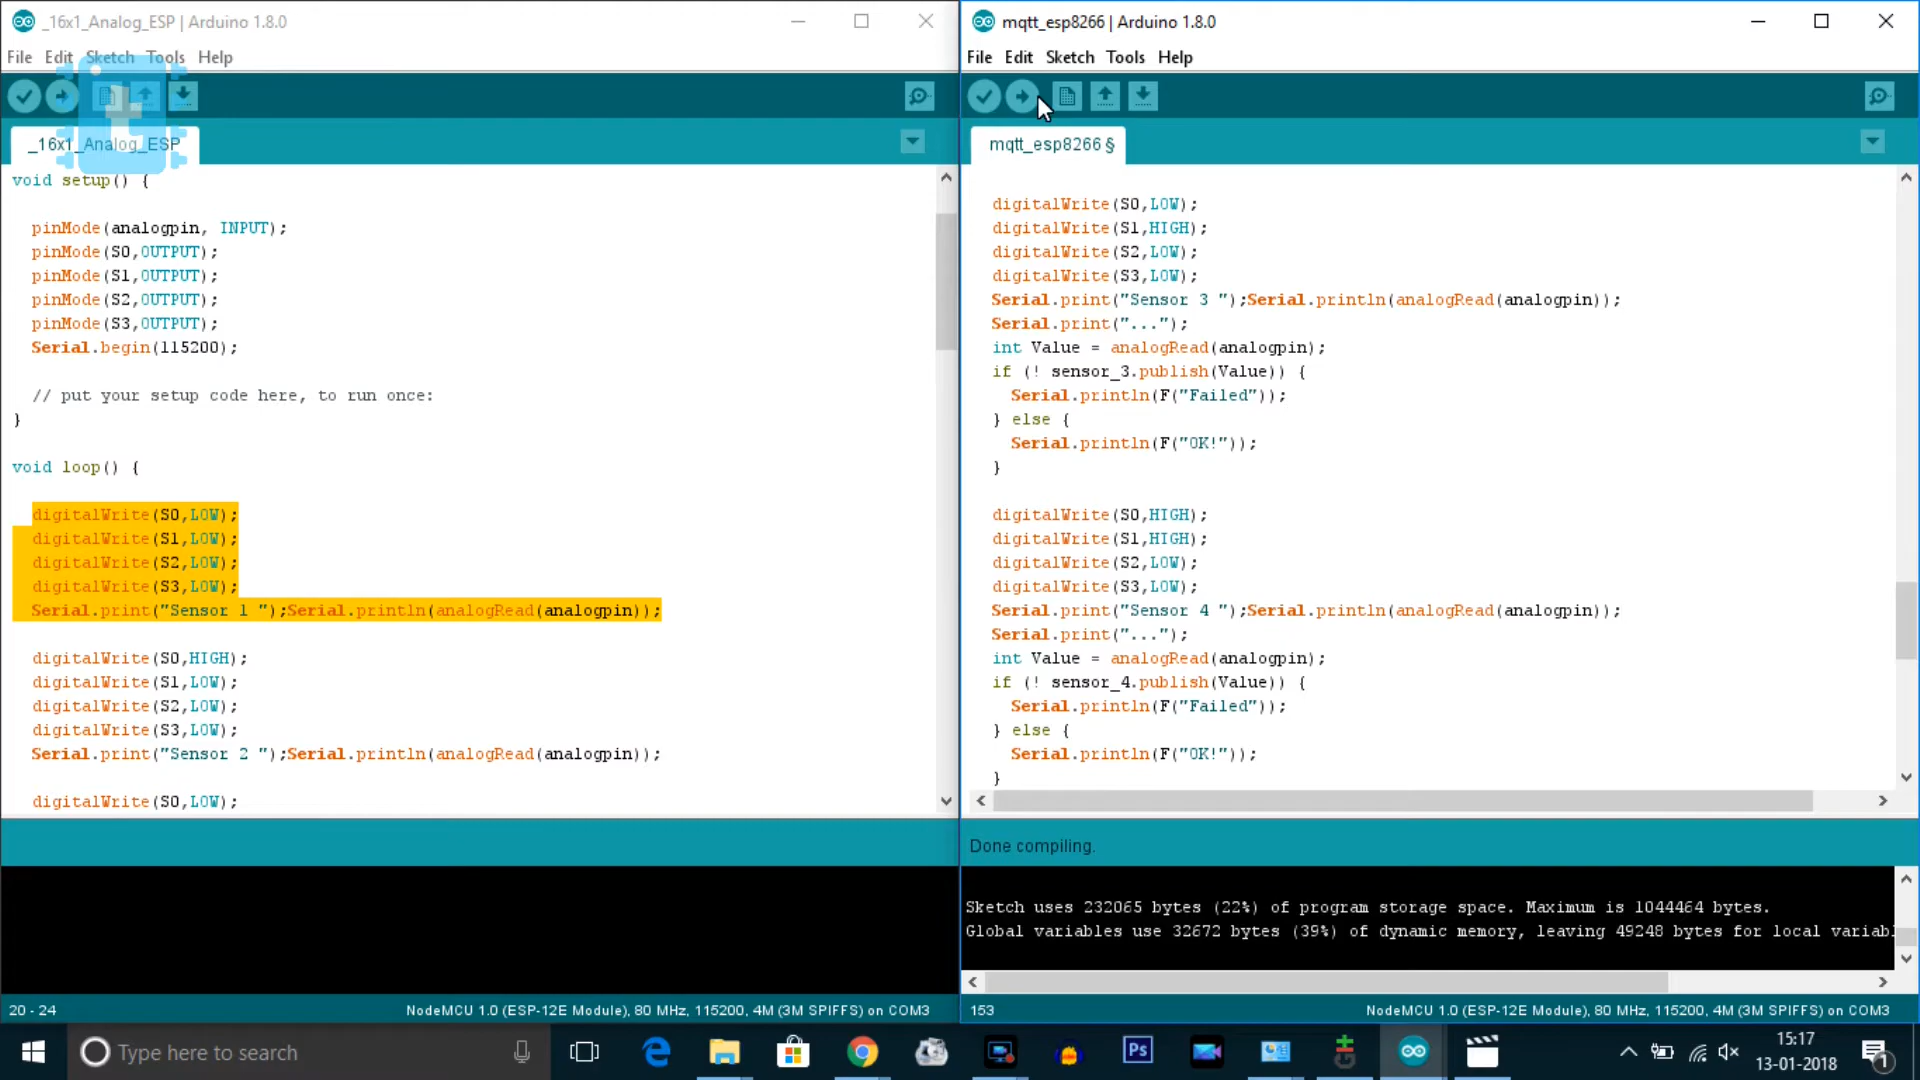 _16x1_Analog_ESP | Arduino 1.8.0
File Edit Sketch Tools Help
_16x1_Analog_ESP
void setup() {
pinMode(analogpin, INPUT);
pinMode(S0,OUTPUT);
pinMode(S1,OUTPUT);
pinMode(S2,OUTPUT);
pinMode(S3,OUTPUT);
Serial.begin(115200);
// put your setup code here, to run once:
}
void loop() {
digitalWrite(S0,LOW);
digitalWrite(S1,LOW);
digitalWrite(S2,LOW);
digitalWrite(S3,LOW);
Serial.print("Sensor 1 ");Serial.println(analogRead(analogpin));
digitalWrite(S0,HIGH);
digitalWrite(S1,LOW);
digitalWrite(S2,LOW);
digitalWrite(S3,LOW);
Serial.print("Sensor 2 ");Serial.println(analogRead(analogpin));
digitalWrite(S0,LOW);
20 - 24
NodeMCU 1.0 (ESP-12E Module), 80 MHz, 115200, 4M (3M SPIFFS) on COM3
mqtt_esp8266 | Arduino 1.8.0
File Edit Sketch Tools Help
mqtt_esp8266 §
digitalWrite(S0,LOW);
digitalWrite(S1,HIGH);
digitalWrite(S2,LOW);
digitalWrite(S3,LOW);
Serial.print("Sensor 3 ");Serial.println(analogRead(analogpin));
Serial.print("...");
int Value = analogRead(analogpin);
if (! sensor_3.publish(Value)) {
Serial.println(F("Failed"));
} else {
Serial.println(F("OK!"));
}
digitalWrite(S0,HIGH);
digitalWrite(S1,HIGH);
digitalWrite(S2,LOW);
digitalWrite(S3,LOW);
Serial.print("Sensor 4 ");Serial.println(analogRead(analogpin));
Serial.print("...");
int Value = analogRead(analogpin);
if (! sensor_4.publish(Value)) {
Serial.println(F("Failed"));
} else {
Serial.println(F("OK!"));
}
Done compiling.
Sketch uses 232065 bytes (22%) of program storage space. Maximum is 1044464 bytes.
Global variables use 32672 bytes (39%) of dynamic memory, leaving 49248 bytes for local variabl
153
NodeMCU 1.0 (ESP-12E Module), 80 MHz, 115200, 4M (3M SPIFFS) on COM3
Type here to search
Ps
15:17
13-01-2018
1